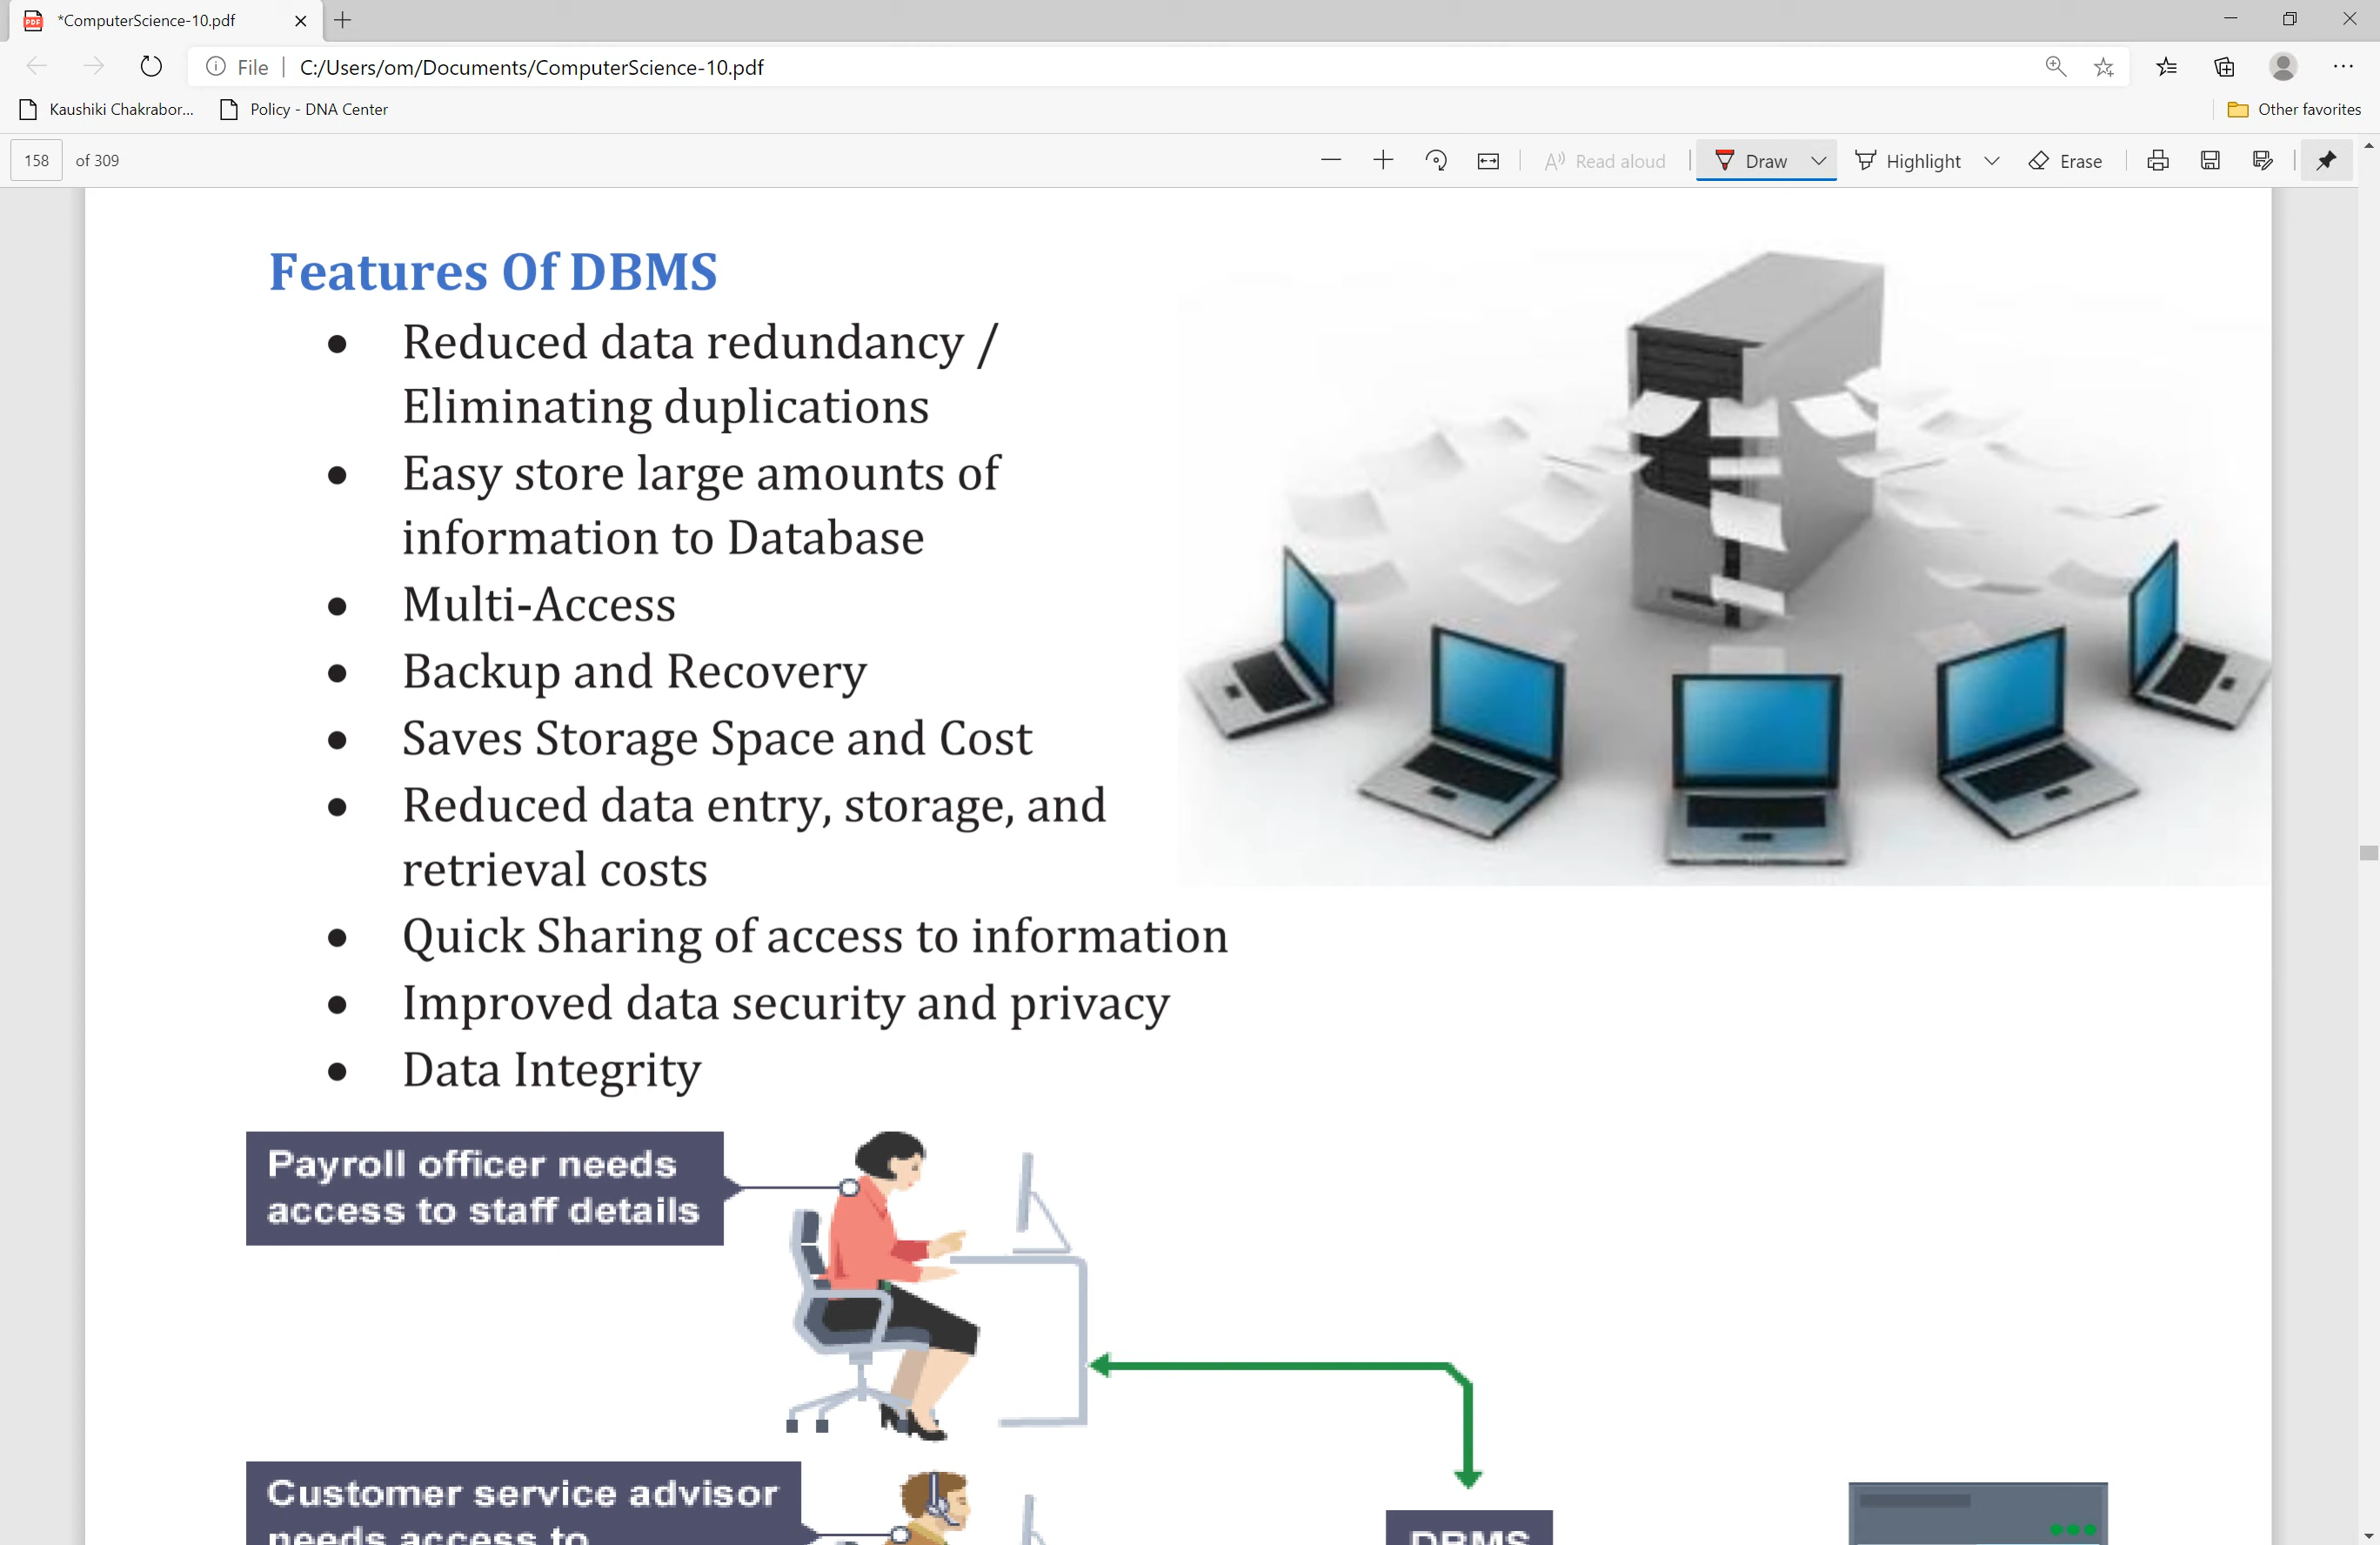 *ComputerScience-10.pdf
File
C:/Users/om/Documents/ComputerScience-10.pdf
Kaushiki Chakrabor...
Policy - DNA Center
Other favorites
158
of 309
Read aloud
Draw
Highlight
Erase
Features Of DBMS
• Reduced data redundancy /
Eliminating duplications
• Easy store large amounts of
information to Database
• Multi-Access
• Backup and Recovery
• Saves Storage Space and Cost
• Reduced data entry, storage, and
retrieval costs
• Quick Sharing of access to information
• Improved data security and privacy
• Data Integrity
Payroll officer needs
access to staff details
Customer service advisor
needs access to
DBMS